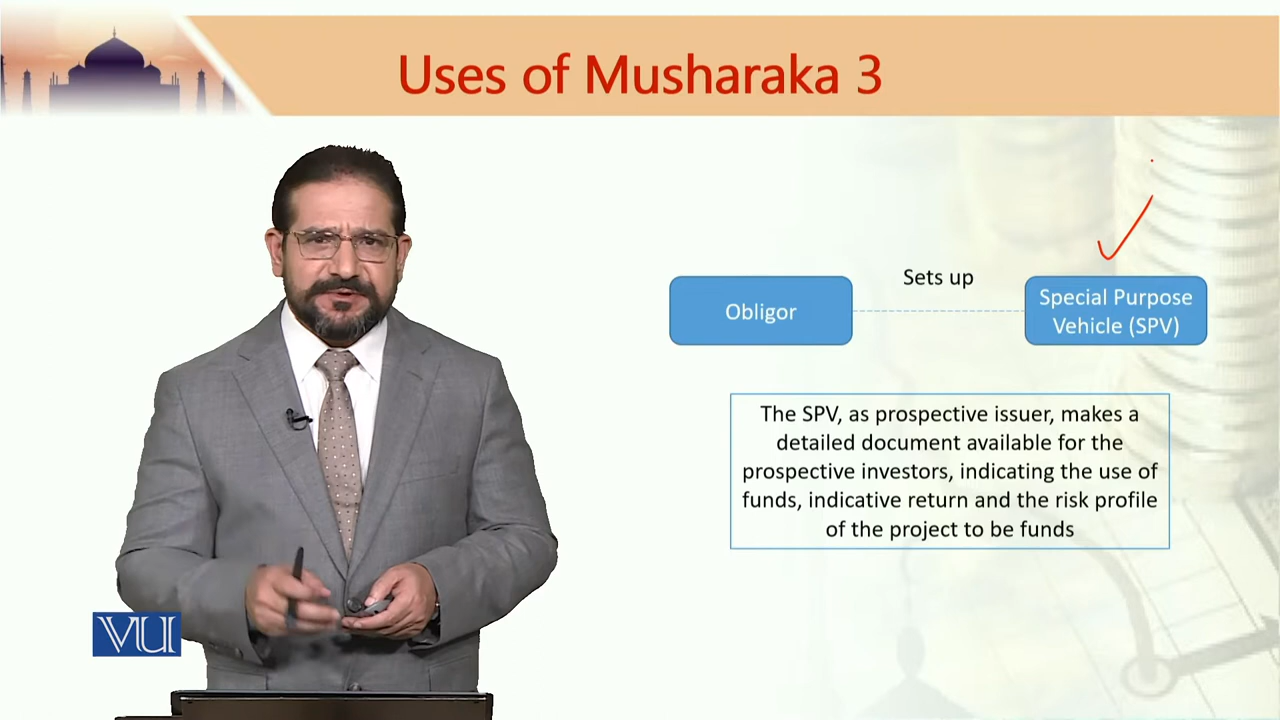 Uses of Musharaka 3
Obligor
Sets up
Special Purpose
Vehicle (SPV)
The SPV, as prospective issuer, makes a
detailed document available for the
prospective investors, indicating the use of
funds, indicative return and the risk profile
of the project to be funds
VU